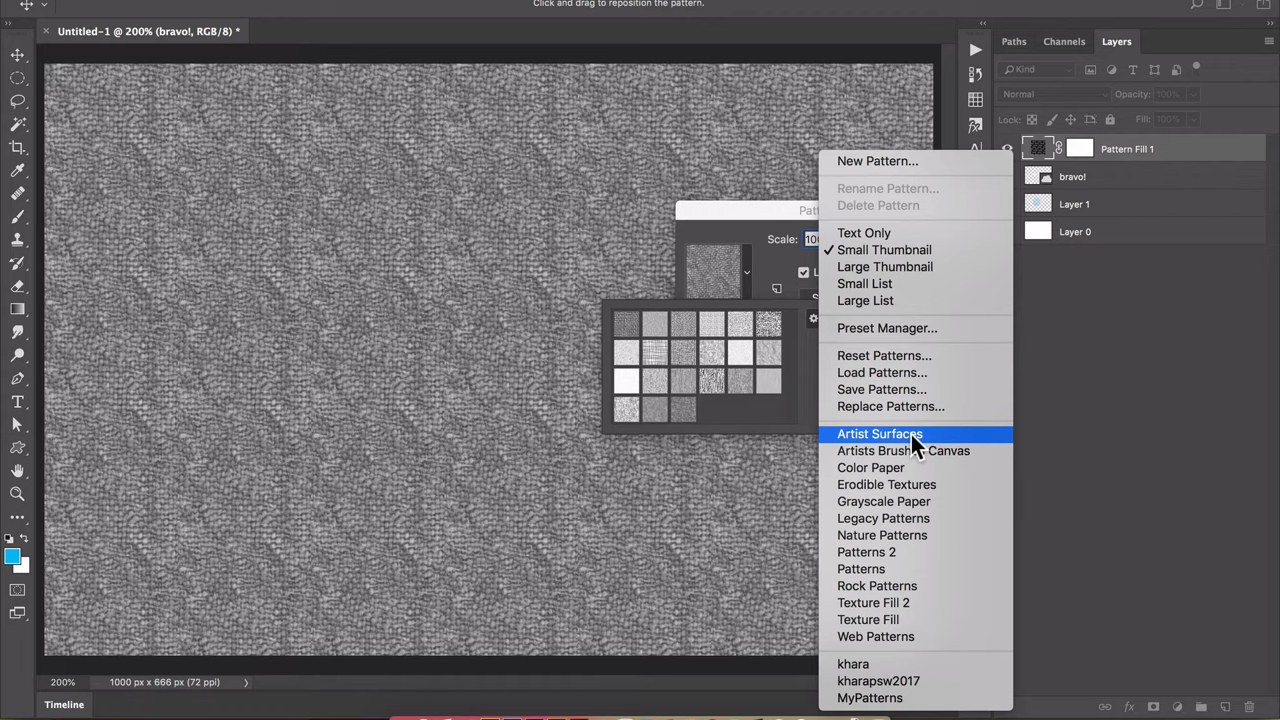 Click and drag to reposition the pattern.
Untitled-1 @ 200% (bravo!, RGB/8) *
Paths
Channels
Layers
Kind
Normal
Opacity: 100%
Lock:
Fill: 100%
Pattern Fill 1
bravo!
Layer 1
Layer 0
Scale:
New Pattern...
Rename Pattern...
Delete Pattern
Text Only
Small Thumbnail
Large Thumbnail
Small List
Large List
Preset Manager...
Reset Patterns...
Load Patterns...
Save Patterns...
Replace Patterns...
Artist Surfaces
Canvas
Color Paper
Erodible Textures
Grayscale Paper
Legacy Patterns
Nature Patterns
Patterns 2
Patterns
Rock Patterns
Texture Fill 2
Texture Fill
Web Patterns
khara
kharapsw2017
MyPatterns
200%
1000 px x 666 px (72 ppi)
Timeline